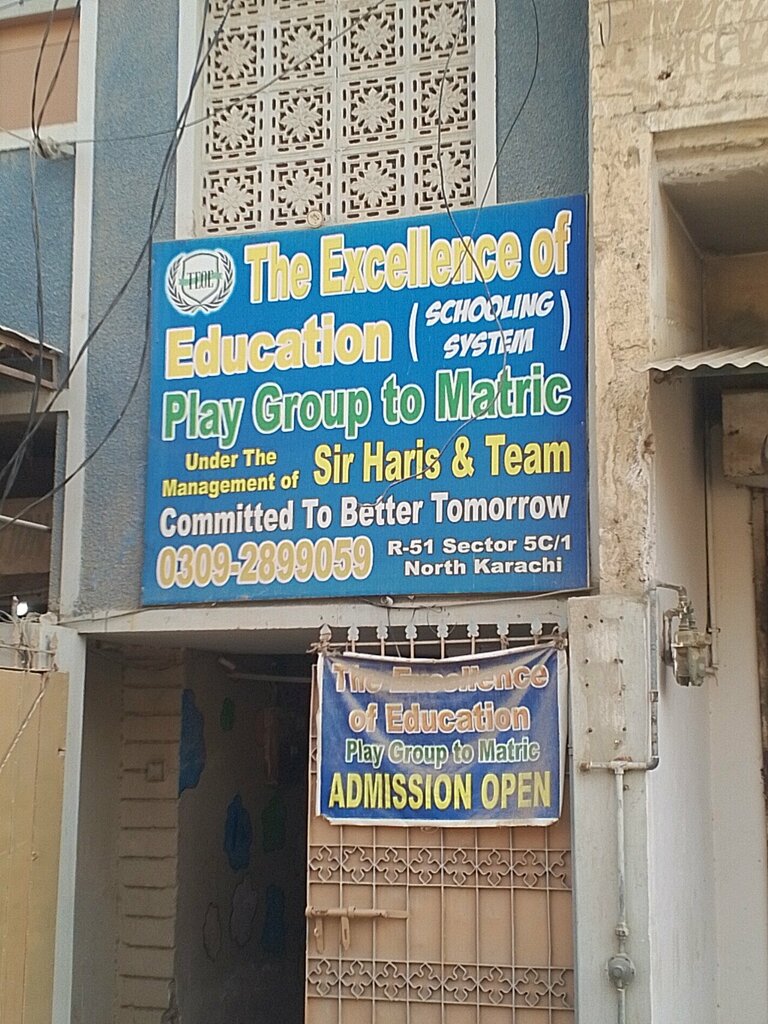 TEOE
The Excellence of
Education (SCHOOLING
SYSTEM)
Play Group to Matric
Under The
Management of Sir Haris & Team
Committed To Better Tomorrow
0309-2899059
R-51 Sector 5C/1
North Karachi
The Excellence
of Education
Play Group to Matric
ADMISSION OPEN